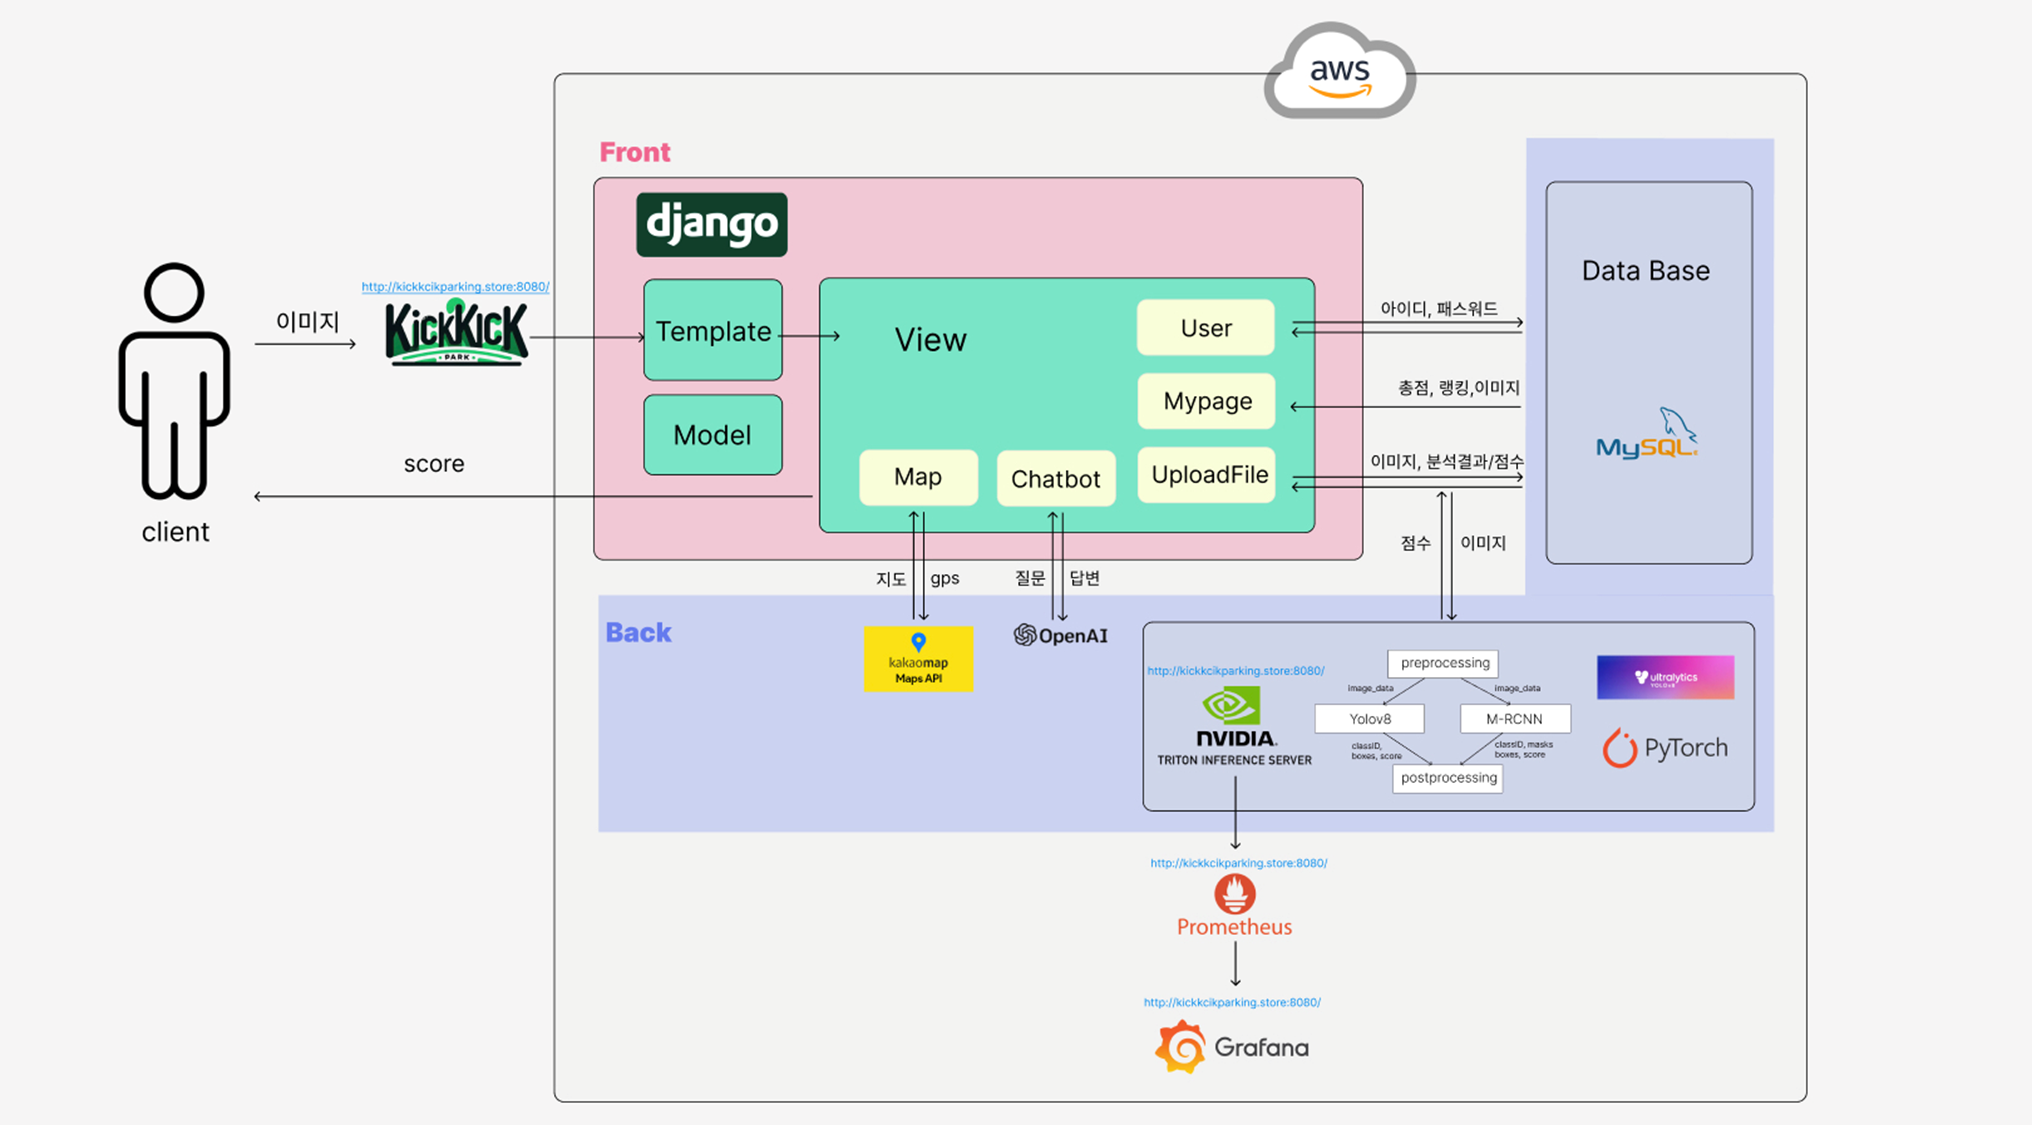 aws
Front
django
http://kickkcikparking.store:8080/
KICKKICK
PARK
이미지
Template
Model
View
User
Mypage
UploadFile
Map
Chatbot
score
client
아이디, 패스워드
총점, 랭킹,이미지
이미지, 분석결과/점수
점수
이미지
Data Base
MySQL
지도
gps
질문
답변
Back
kakaomap
Maps API
OpenAI
http://kickkcikparking.store:8080/
NVIDIA.
TRITON INFERENCE SERVER
preprocessing
image_data
image_data
Yolov8
M-RCNN
classID,
boxes, score
classID, masks
boxes, score
postprocessing
ultralytics
YOLOv8
PyTorch
http://kickkcikparking.store:8080/
Prometheus
http://kickkcikparking.store:8080/
Grafana